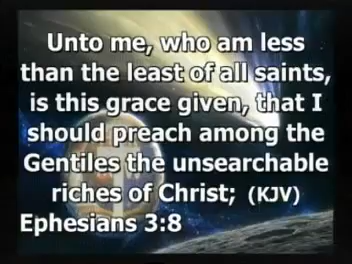 Unto me, who am less
than the least of all saints,
is this grace given, that I
should preach among the
Gentiles the unsearchable
riches of Christ; (KJV)
Ephesians 3:8